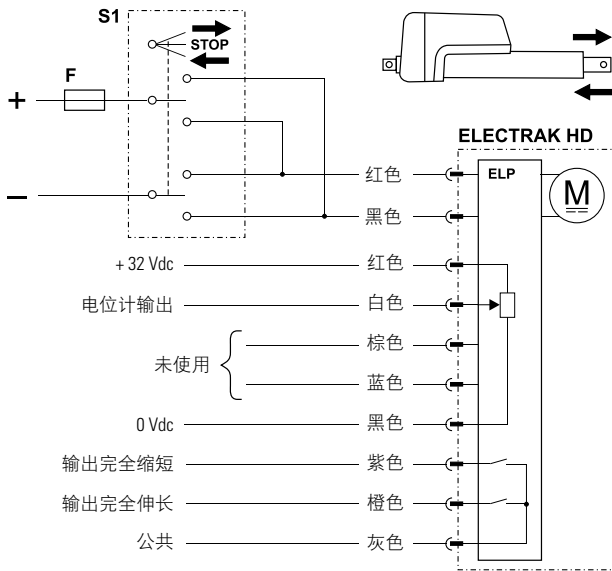 S1
STOP
F
+
–
ELECTRAK HD
ELP
M
红色
黑色
+ 32 Vdc 红色
电位计输出 白色
未使用
棕色
蓝色
0 Vdc 黑色
输出完全缩短 紫色
输出完全伸长 橙色
公共 灰色